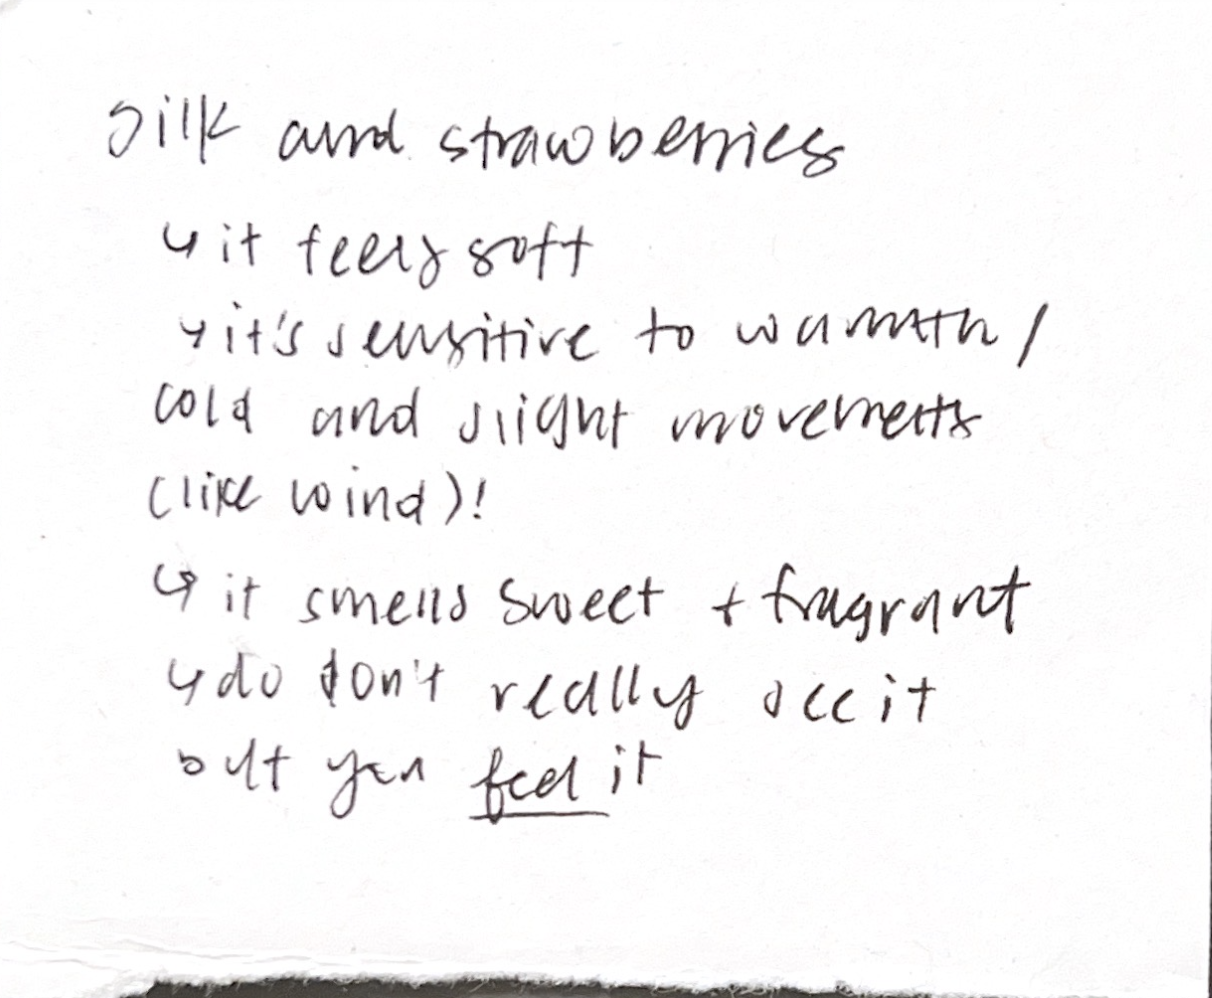 silk and strawberries
↳ it feels soft
↳ it's sensitive to warmth /
cold and slight movements
(like wind)!
↳ it smells sweet + fragrant
↳ do don't really see it
but you feel it